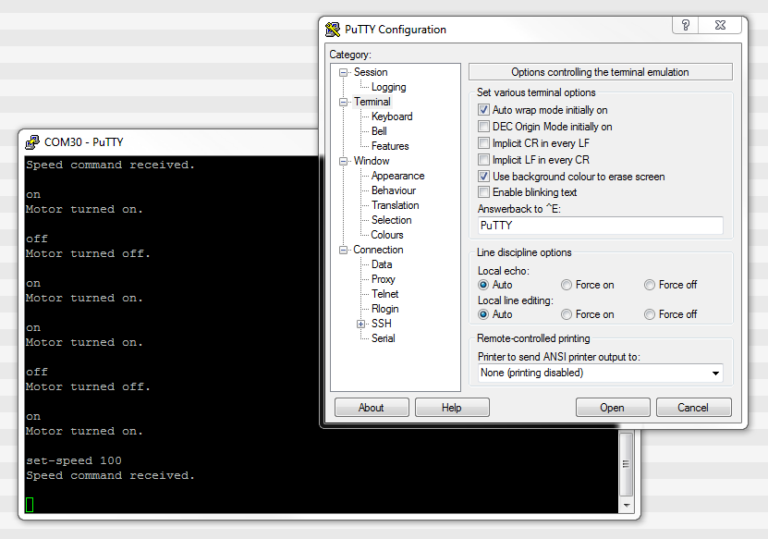 PuTTY Configuration
Category:
Session
Logging
Terminal
Keyboard
Bell
Features
Window
Appearance
Behaviour
Translation
Selection
Colours
Connection
Data
Proxy
Telnet
Rlogin
SSH
Serial
Options controlling the terminal emulation
Set various terminal options
Auto wrap mode initially on
DEC Origin Mode initially on
Implicit CR in every LF
Implicit LF in every CR
Use background colour to erase screen
Enable blinking text
Answerback to ^E:
PuTTY
Line discipline options
Local echo:
Auto Force on Force off
Local line editing:
Auto Force on Force off
Remote-controlled printing
Printer to send ANSI printer output to:
None (printing disabled)
About Help Open Cancel
COM30 - PuTTY
Speed command received.
on
Motor turned on.
off
Motor turned off.
on
Motor turned on.
on
Motor turned on.
off
Motor turned off.
on
Motor turned on.
set-speed 100
Speed command received.